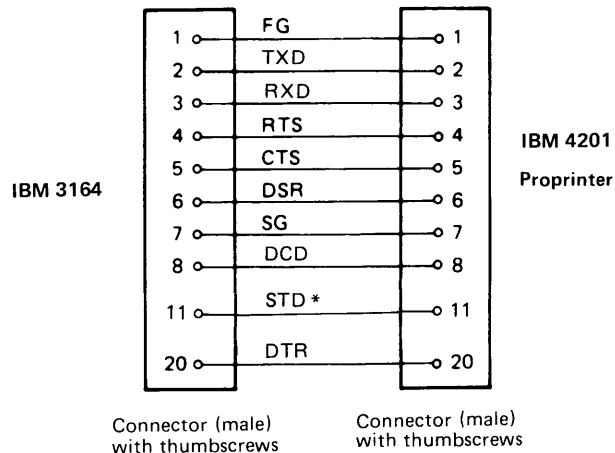 1 FG 1
2 TXD 2
3 RXD 3
4 RTS 4
5 CTS 5
6 DSR 6
7 SG 7
8 DCD 8
11 STD * 11
20 DTR 20
IBM 3164
IBM 4201
Proprinter
Connector (male)
with thumbscrews
Connector (male)
with thumbscrews